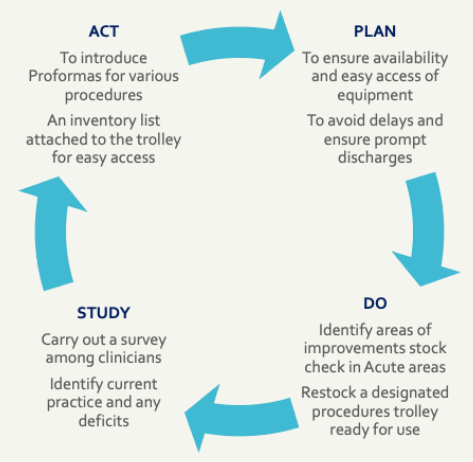 ACT
To introduce
Proformas for various
procedures
An inventory list
attached to the trolley
for easy access
PLAN
To ensure availability
and easy access of
equipment
To avoid delays and
ensure prompt
discharges
DO
Identify areas of
improvements stock
check in Acute areas
Restock a designated
procedures trolley
ready for use
STUDY
Carry out a survey
among clinicians
Identify current
practice and any
deficits